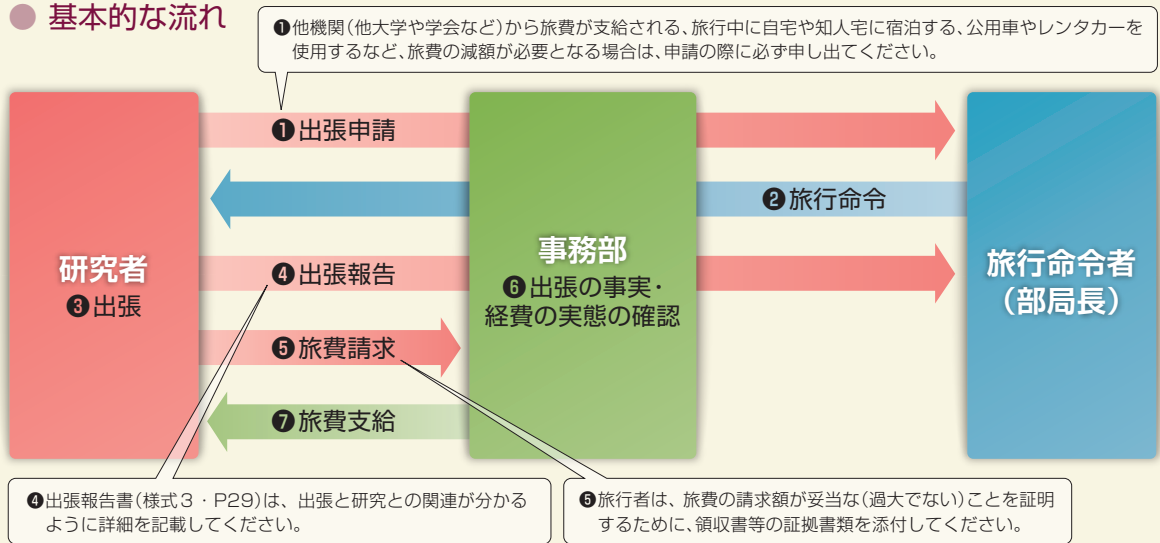 ● 基本的な流れ
❶他機関(他大学や学会など)から旅費が支給される、旅行中に自宅や知人宅に宿泊する、公用車やレンタカーを
使用するなど、旅費の減額が必要となる場合は、申請の際に必ず申し出てください。
❶出張申請
❷旅行命令
研究者
❸出張
❹出張報告
事務部
❻出張の事実・
経費の実態の確認
旅行命令者
(部局長)
❺旅費請求
❼旅費支給
❹出張報告書(様式3・P29)は、出張と研究との関連が分かる
ように詳細を記載してください。
❺旅行者は、旅費の請求額が妥当な(過大でない)ことを証明
するために、領収書等の証拠書類を添付してください。